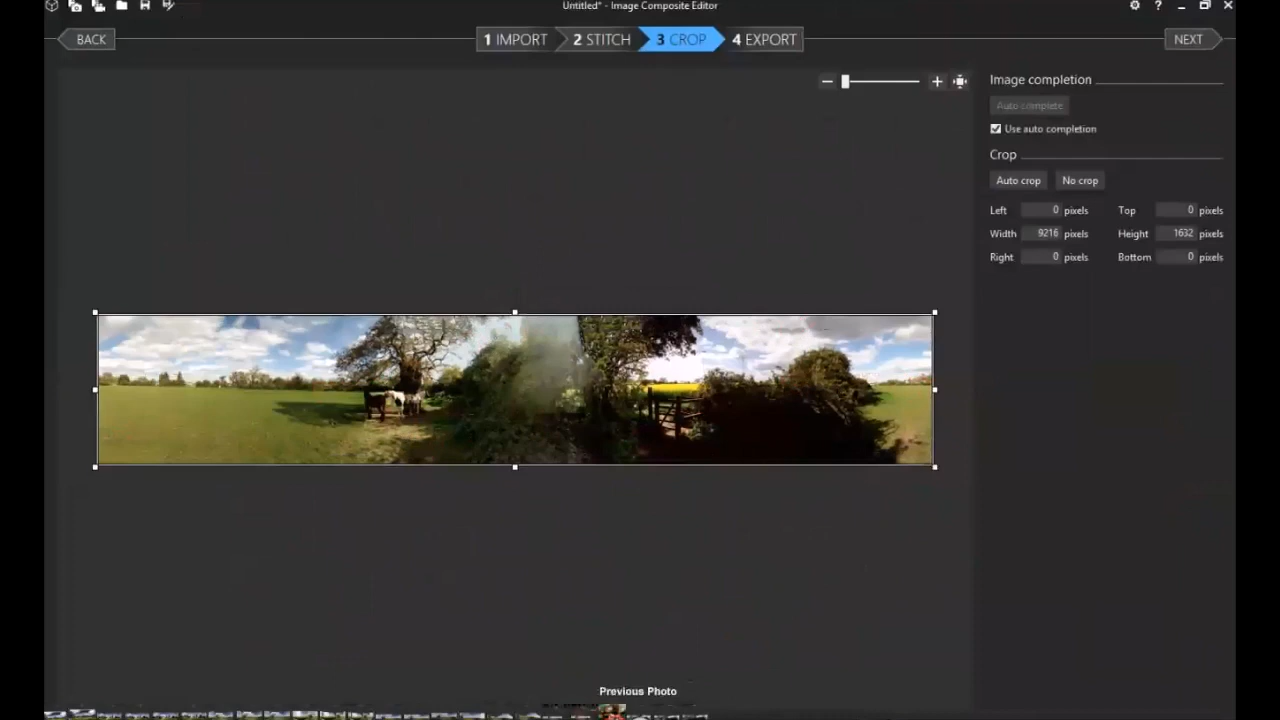 Untitled* - Image Composite Editor
?
BACK
1 IMPORT
2 STITCH
3 CROP
4 EXPORT
NEXT
Image completion
Auto complete
Use auto completion
Crop
Auto crop
No crop
Left 0 pixels Top 0 pixels
Width 9216 pixels Height 1632 pixels
Right 0 pixels Bottom 0 pixels
Previous Photo